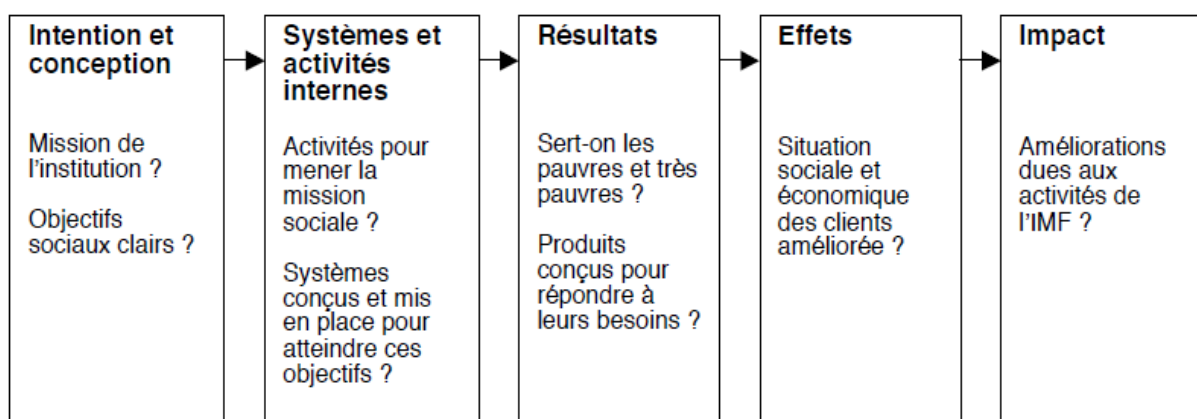 Intention et
conception
Mission de
l'institution ?
Objectifs
sociaux clairs ?
Systèmes et
activités
internes
Activités pour
mener la
mission
sociale ?
Systèmes
conçus et mis
en place pour
atteindre ces
objectifs ?
Résultats
Sert-on les
pauvres et très
pauvres ?
Produits
conçus pour
répondre à
leurs besoins ?
Effets
Situation
sociale et
économique
des clients
améliorée ?
Impact
Améliorations
dues aux
activités de
l'IMF ?